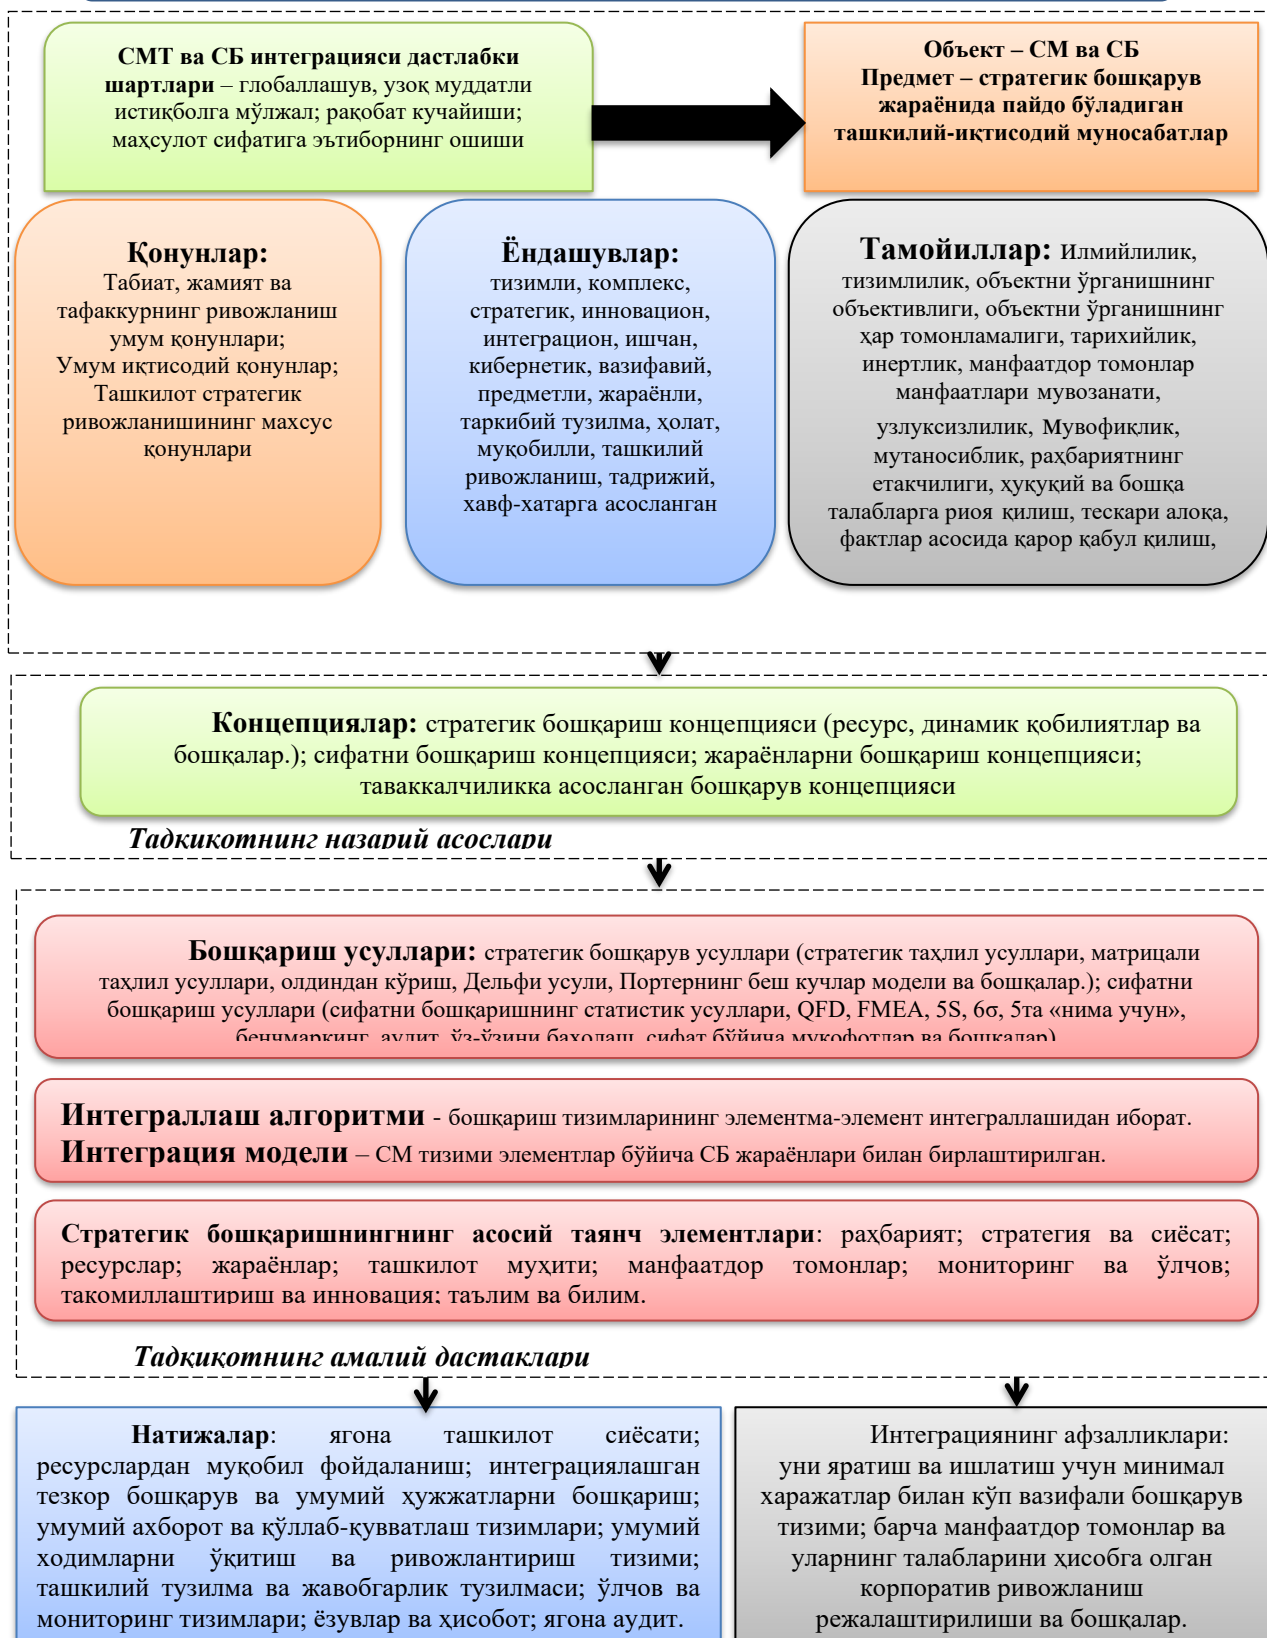 СМТ ва СБ интеграцияси дастлабки
шартлари – глобаллашув, узоқ муддатли
истиқболга мўлжал; рақобат кучайиши;
маҳсулот сифатига эътиборнинг ошиши
Объект – СМ ва СБ
Предмет – стратегик бошқарув
жараёнида пайдо бўладиган
ташкилий-иқтисодий муносабатлар
Қонунлар:
Табиат, жамият ва
тафаккурнинг ривожланиш
умум қонунлари;
Умум иқтисодий қонунлар;
Ташкилот стратегик
ривожланишининг махсус
қонунлари
Ёндашувлар:
тизимли, комплекс,
стратегик, инновацион,
интеграцион, ишчан,
кибернетик, вазифавий,
предметли, жараёнли,
таркибий тузилма, ҳолат,
муқобилли, ташкилий
ривожланиш, тадрижий,
хавф-хатарга асосланган
Тамойиллар: Илмийлилик,
тизимлилик, объектни ўрганишнинг
объективлиги, объектни ўрганишнинг
ҳар томонламалиги, тарихийлик,
инертлик, манфаатдор томонлар
манфаатлари мувозанати,
узлуксизлилик, Мувофиқлик,
мутаносиблик, раҳбариятнинг
етакчилиги, ҳуқуқий ва бошқа
талабларга риоя қилиш, тескари алоқа,
фактлар асосида қарор қабул қилиш,
Концепциялар: стратегик бошқариш концепцияси (ресурс, динамик қобилиятлар ва
бошқалар.); сифатни бошқариш концепцияси; жараёнларни бошқариш концепцияси;
таваккалчиликка асосланган бошқарув концепцияси
Тадқиқотнинг назарий асослари
Бошқариш усуллари: стратегик бошқарув усуллари (стратегик таҳлил усуллари, матрицали
таҳлил усуллари, олдиндан кўриш, Дельфи усули, Портернинг беш кучлар модели ва бошқалар.); сифатни
бошқариш усуллари (сифатни бошқаришнинг статистик усуллари, QFD, FMEA, 5S, 6σ, 5та «нима учун»,
бенчмаркинг, аудит, ўз-ўзини баҳолаш, сифат бўйича мукофотлар ва бошқалар)
Интеграллаш алгоритми - бошқариш тизимларининг элементма-элемент интеграллашидан иборат.
Интеграция модели – СМ тизими элементлар бўйича СБ жараёнлари билан бирлаштирилган.
Стратегик бошқаришнингнинг асосий таянч элементлари: раҳбарият; стратегия ва сиёсат;
ресурслар; жараёнлар; ташкилот муҳити; манфаатдор томонлар; мониторинг ва ўлчов;
такомиллаштириш ва инновация; таълим ва билим.
Тадқиқотнинг амалий дастаклари
Натижалар: ягона ташкилот сиёсати;
ресурслардан муқобил фойдаланиш; интеграциялашган
тезкор бошқарув ва умумий ҳужжатларни бошқариш;
умумий ахборот ва қўллаб-қувватлаш тизимлари; умумий
ходимларни ўқитиш ва ривожлантириш тизими;
ташкилий тузилма ва жавобгарлик тузилмаси; ўлчов ва
мониторинг тизимлари; ёзувлар ва ҳисобот; ягона аудит.
Интеграциянинг афзалликлари:
уни яратиш ва ишлатиш учун минимал
харажатлар билан кўп вазифали бошқарув
тизими; барча манфаатдор томонлар ва
уларнинг талабларини ҳисобга олган
корпоратив ривожланиш
режалаштирилиши ва бошқалар.